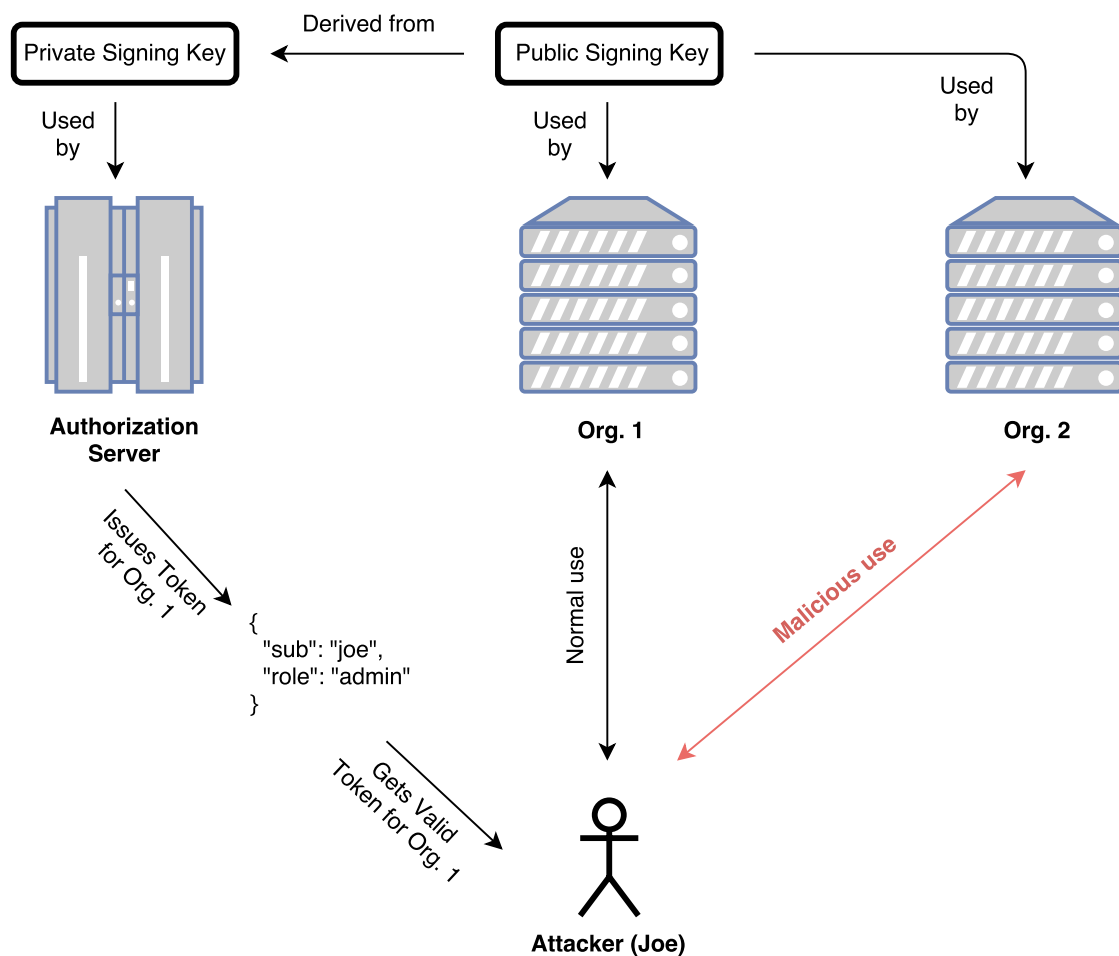 Derived from
Private Signing Key
Public Signing Key
Used
by
Used
by
Used
by
Authorization
Server
Org. 1
Org. 2
Issues Token
for Org. 1
{
"sub": "joe",
"role": "admin"
}
Normal use
Malicious use
Gets Valid
Token for Org. 1
Attacker (Joe)